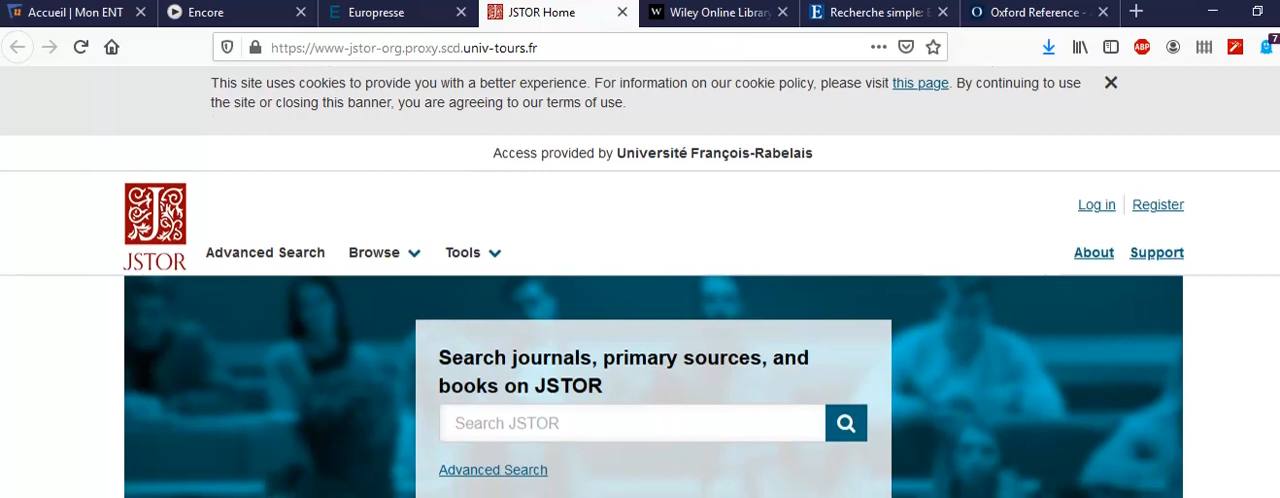 Accueil | Mon ENT
Encore
Europresse
JSTOR Home
Wiley Online Library
Recherche simple: E
Oxford Reference -
https://www-jstor-org.proxy.scd.univ-tours.fr
ABP
7
This site uses cookies to provide you with a better experience. For information on our cookie policy, please visit this page. By continuing to use
the site or closing this banner, you are agreeing to our terms of use.
Access provided by Université François-Rabelais
Log in
Register
JSTOR
Advanced Search
Browse
Tools
About
Support
Search journals, primary sources, and
books on JSTOR
Search JSTOR
Advanced Search